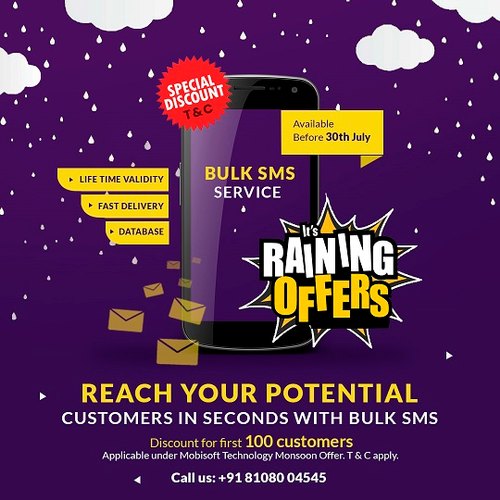 SPECIAL
DISCOUNT
T & C
Available
Before 30th July
BULK SMS
SERVICE
LIFE TIME VALIDITY
FAST DELIVERY
DATABASE
It's
RAINING
OFFERS
REACH YOUR POTENTIAL
CUSTOMERS IN SECONDS WITH BULK SMS
Discount for first 100 customers
Applicable under Mobisoft Technology Monsoon Offer. T & C apply.
Call us: +91 81080 04545